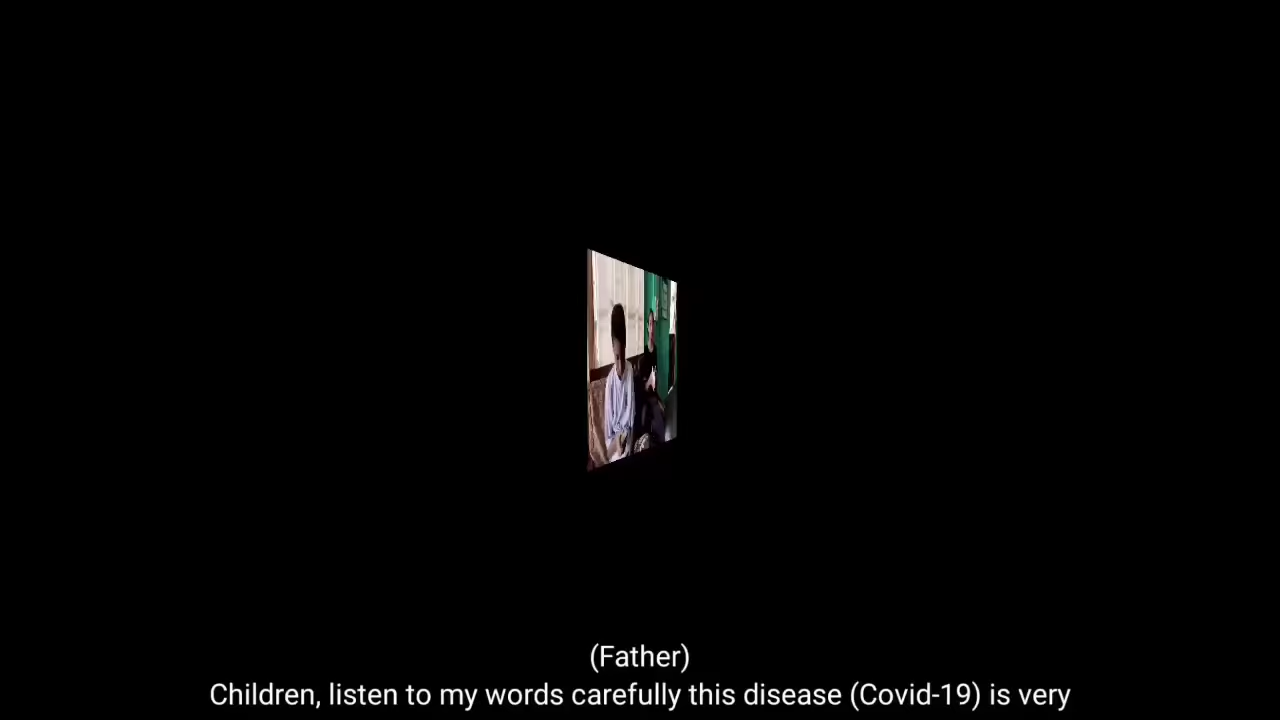 (Father)
Children, listen to my words carefully this disease (Covid-19) is very